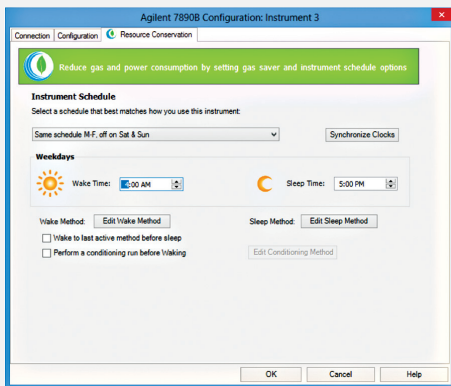 Agilent 7890B Configuration: Instrument 3
Connection Configuration Resource Conservation
Reduce gas and power consumption by setting gas saver and instrument schedule options
Instrument Schedule
Select a schedule that best matches how you use this instrument:
Same schedule M-F, off on Sat & Sun Synchronize Clocks
Weekdays
Wake Time: :00 AM Sleep Time: 5:00 PM
Wake Method: Edit Wake Method Sleep Method: Edit Sleep Method
Wake to last active method before sleep
Perform a conditioning run before Waking Edit Conditioning Method
OK Cancel Help